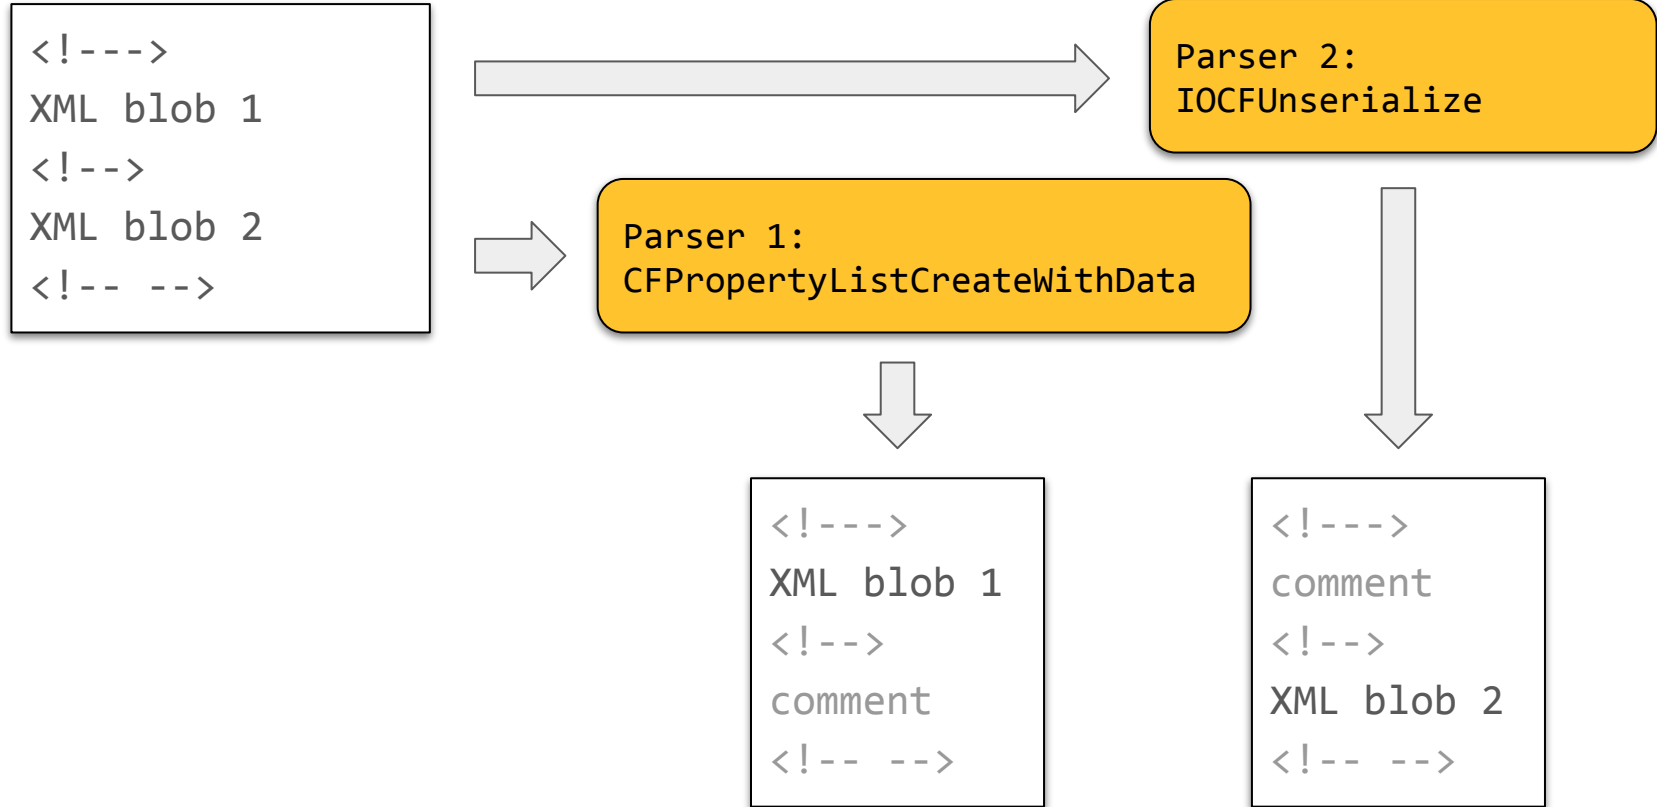 <!--->
XML blob 1
<!-->
XML blob 2
<!-- -->
Parser 2:
IOCFUnserialize
Parser 1:
CFPropertyListCreateWithData
<!--->
XML blob 1
<!-->
comment
<!-- -->
<!--->
comment
<!-->
XML blob 2
<!-- -->